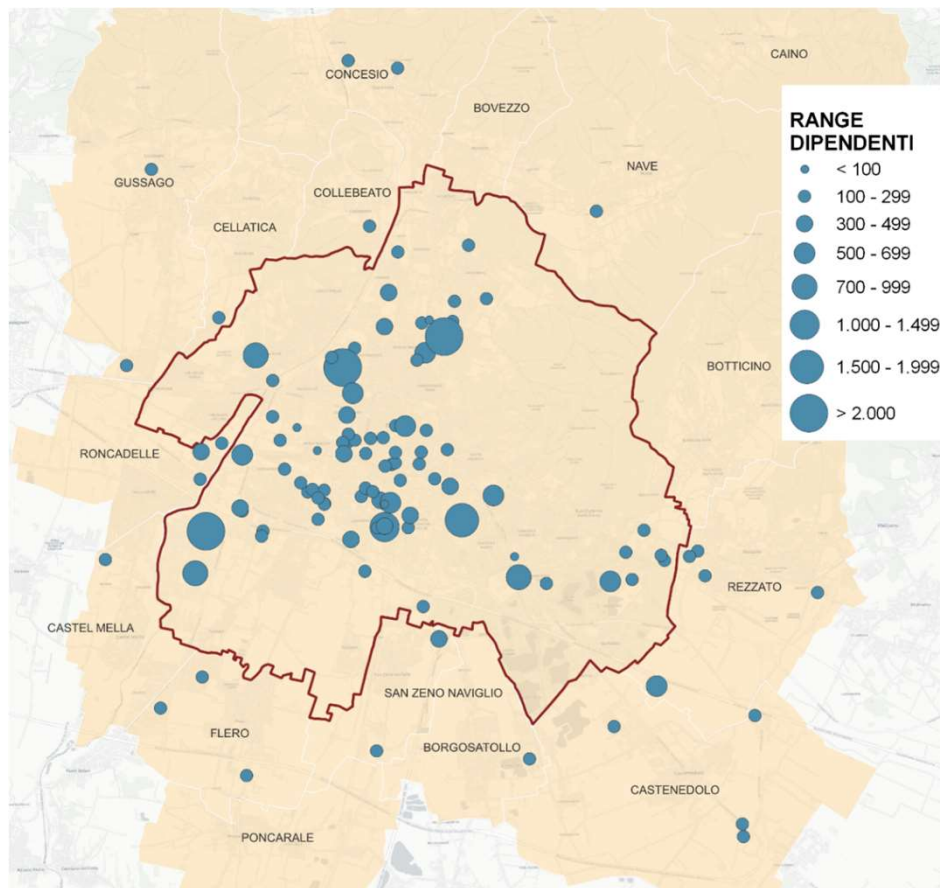 CAINO
CONCESIO
BOVEZZO
RANGE
DIPENDENTI
< 100
100 - 299
300 - 499
500 - 699
700 - 999
1.000 - 1.499
1.500 - 1.999
> 2.000
NAVE
GUSSAGO
COLLEBEATO
CELLATICA
BOTTICINO
RONCADELLE
REZZATO
CASTEL MELLA
SAN ZENO NAVIGLIO
FLERO
BORGOSATOLLO
CASTENEDOLO
PONCARALE